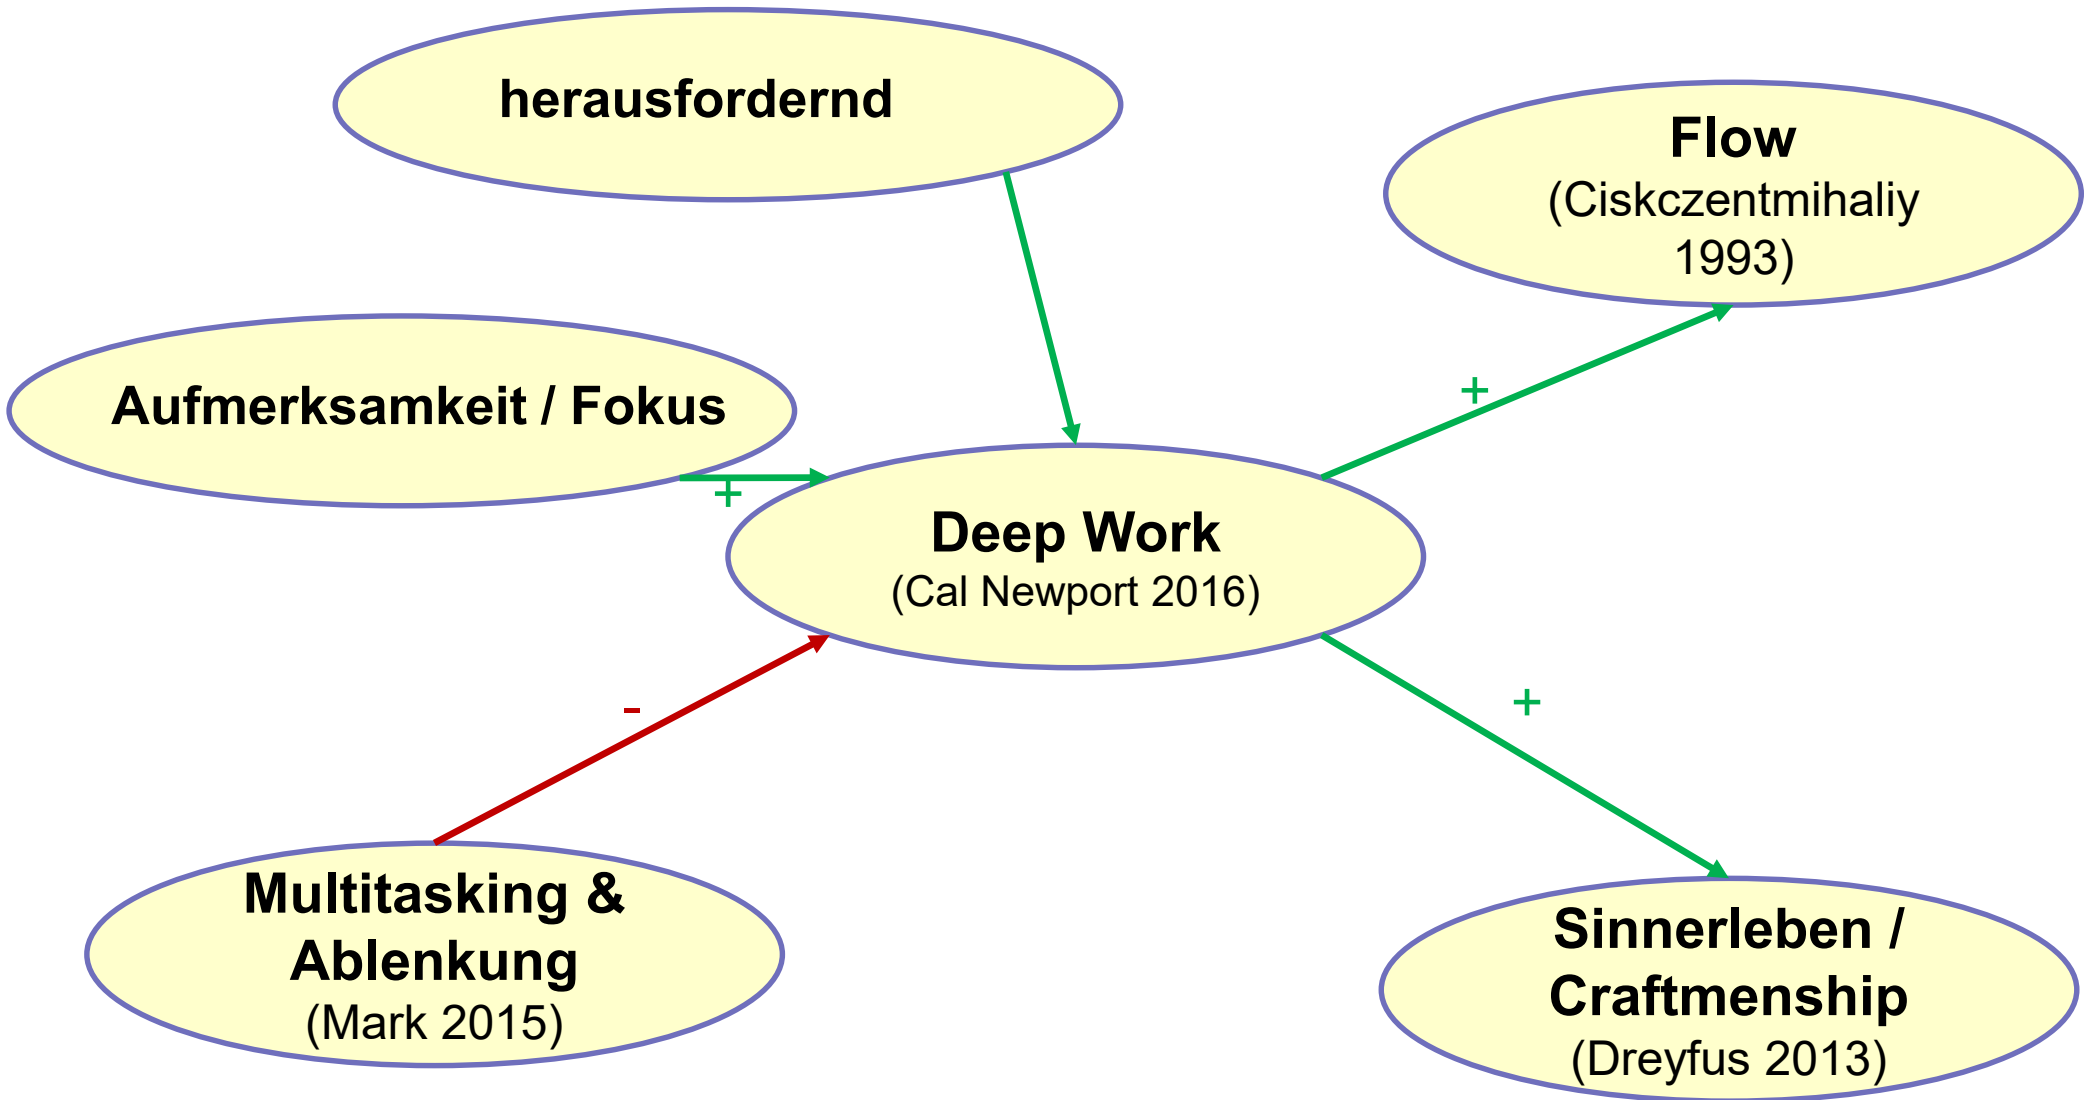 herausfordernd
Flow
(Ciskczentmihaliy
1993)
Aufmerksamkeit / Fokus
+
+
Deep Work
(Cal Newport 2016)
-
+
Multitasking &
Ablenkung
(Mark 2015)
Sinnerleben /
Craftmenship
(Dreyfus 2013)